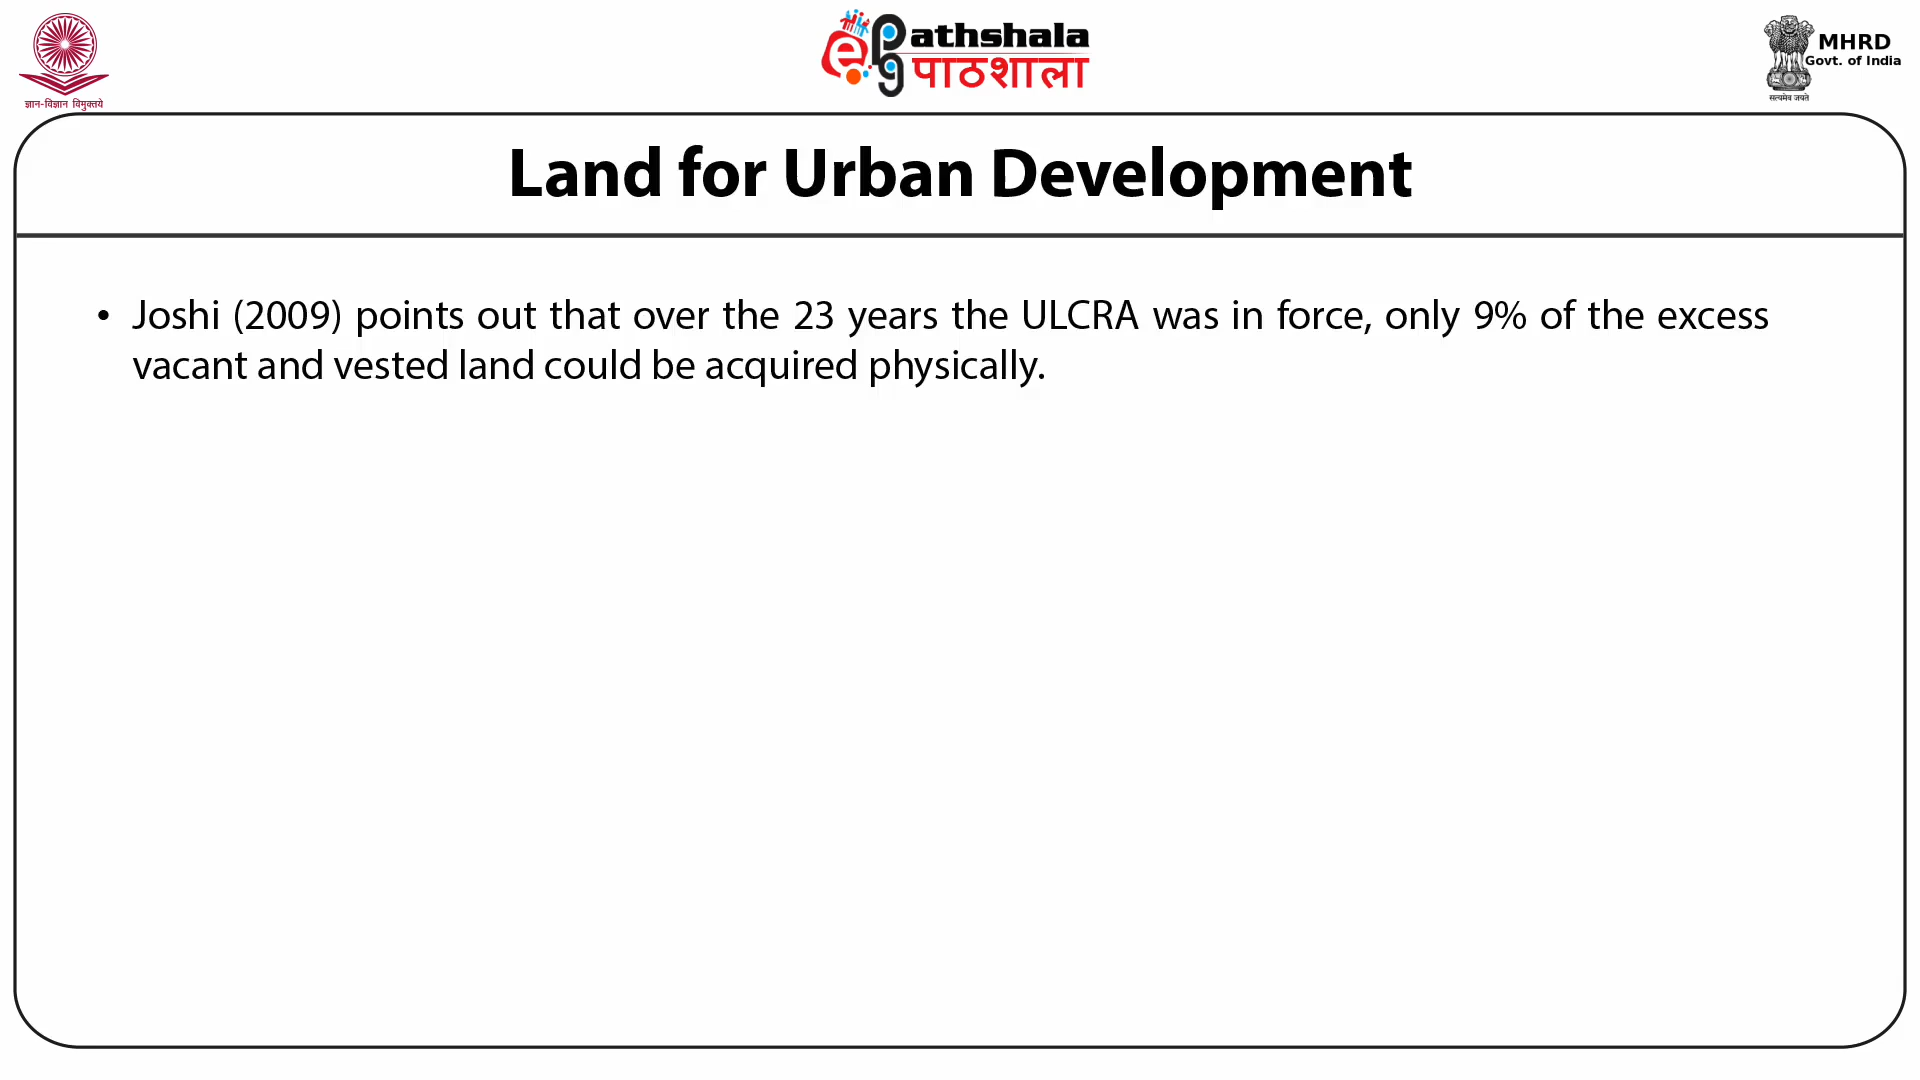 ज्ञान-विज्ञान विमुक्तये
e pg athshala
पाठशाला
MHRD
Govt. of India
सत्यमेव जयते
Land for Urban Development
• Joshi (2009) points out that over the 23 years the ULCRA was in force, only 9% of the excess
vacant and vested land could be acquired physically.